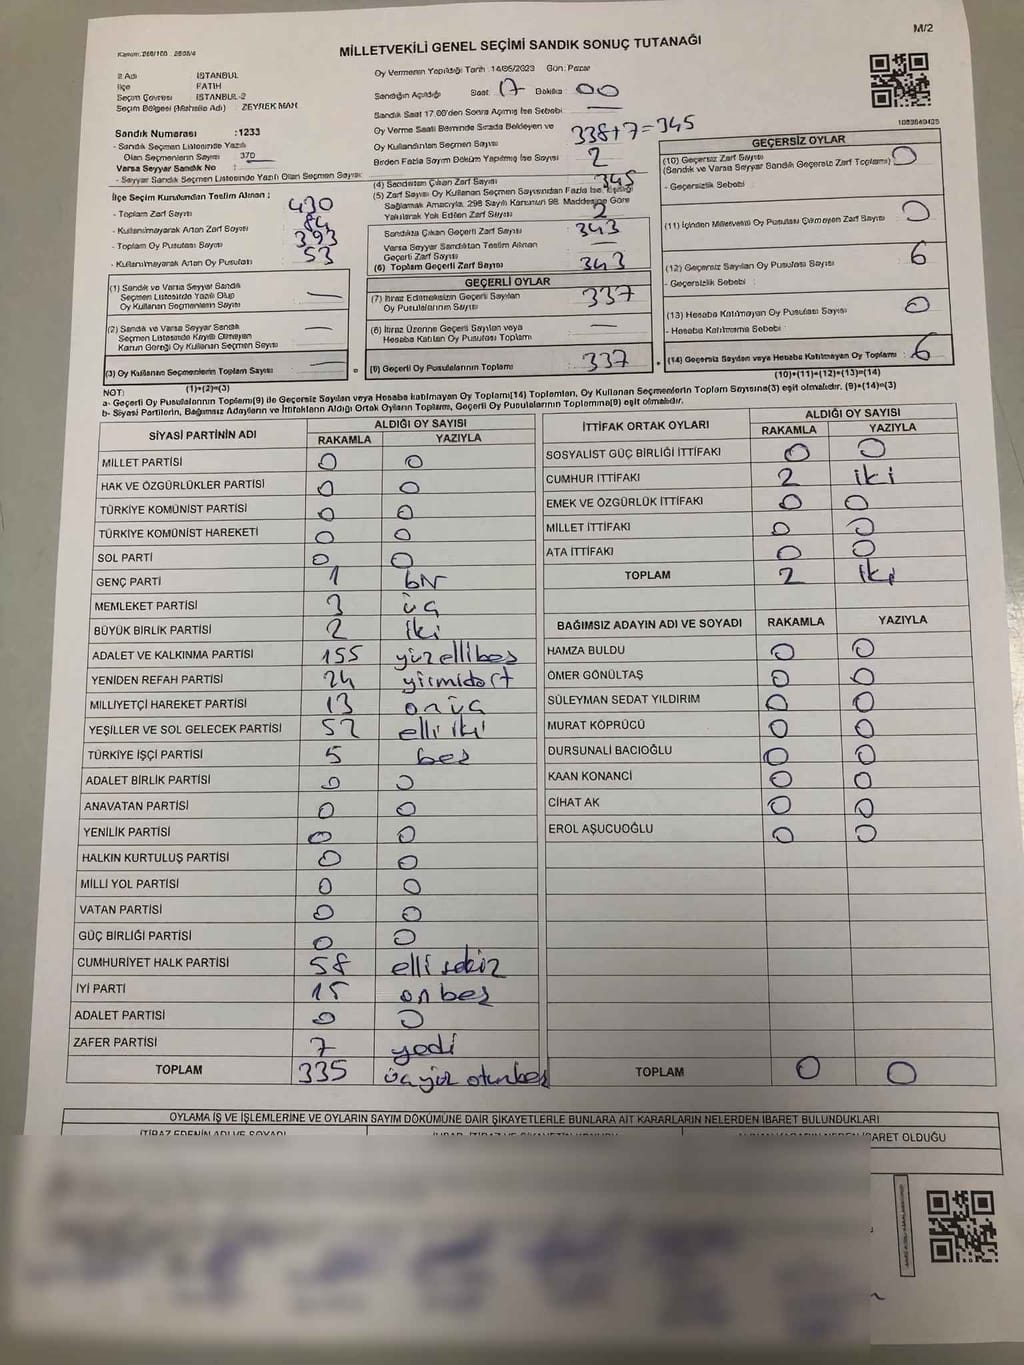 M/2
MİLLETVEKİLİ GENEL SEÇİMİ SANDIK SONUÇ TUTANAĞI
İl Adı İSTANBUL
İlçe FATİH
Seçim Çevresi İSTANBUL-2
Seçim Bölgesi (Mahalle Adı) ZEYREK MAH
Sandık Numarası :1233
- Sandık Seçmen Listesinde Yazılı
Olan Seçmenlerin Sayısı 370
Varsa Seyyar Sandık No :
- Seyyar Sandık Seçmen Listesinde Yazılı Olan Seçmen Sayısı:
Oy Vermenin Yapıldığı Tarih :14/05/2023 Gün: Pazar
Sandığın Açıldığı Saat: 17 Dakika: 00
Sandık Saat 17.00'den Sonra Açılmış İse Sebebi: —
Oy Verme Saati Bitiminde Sırada Bekleyen ve
Oy Kullandırılan Seçmen Sayısı: 338+7=345
Birden Fazla Sayım Döküm Yapılmış İse Sayısı 2
(4) Sandıktan Çıkan Zarf Sayısı 345
(5) Zarf Sayısı Oy Kullanan Seçmen Sayısından Fazla İse, Eşitliği
Sağlamak Amacıyla, 298 Sayılı Kanunun 98. Maddesine Göre
Yakılarak Yok Edilen Zarf Sayısı: 2
Sandıkta Çıkan Geçerli Zarf Sayısı: 343
Varsa Seyyar Sandıktan Teslim Alınan
Geçerli Zarf Sayısı —
(6) Toplam Geçerli Zarf Sayısı 343
İlçe Seçim Kurulundan Teslim Alınan :
- Toplam Zarf Sayısı 430
- Kullanılmayarak Artan Zarf Sayısı 84
- Toplam Oy Pusulası Sayısı 393
- Kullanılmayarak Artan Oy Pusulası 53
(1) Sandık ve Varsa Seyyar Sandık
Seçmen Listesinde Yazılı Olup
Oy Kullanan Seçmenlerin Sayısı —
(2) Sandık ve Varsa Seyyar Sandık
Seçmen Listesinde Kayıtlı Olmayan
Kanun Gereği Oy Kullanan Seçmen Sayısı —
(3) Oy Kullanan Seçmenlerin Toplam Sayısı —
(1)+(2)=(3)
GEÇERLİ OYLAR
(7) İtiraz Edilmeksizin Geçerli Sayılan
Oy Pusulalarının Sayısı 337
(8) İtiraz Üzerine Geçerli Sayılan veya
Hesaba Katılan Oy Pusulası Toplamı —
(9) Geçerli Oy Pusulalarının Toplamı 337
1083649425
GEÇERSİZ OYLAR
(10) Geçersiz Zarf Sayısı 0
(Sandık ve Varsa Seyyar Sandık Geçersiz Zarf Toplamı)
- Geçersizlik Sebebi :
(11) İçinden Milletvekili Oy Pusulası Çıkmayan Zarf Sayısı : 0
(12) Geçersiz Sayılan Oy Pusulası Sayısı : 6
- Geçersizlik Sebebi :
(13) Hesaba Katılmayan Oy Pusulası Sayısı : 0
- Hesaba Katılmama Sebebi :
(14) Geçersiz Sayılan veya Hesaba Katılmayan Oy Toplamı : 6
(10)+(11)+(12)+(13)=(14)
NOT:
a- Geçerli Oy Pusulalarının Toplamı(9) ile Geçersiz Sayılan veya Hesaba katılmayan Oy Toplamı(14) Toplamları, Oy Kullanan Seçmenlerin Toplam Sayısına(3) eşit olmalıdır. (9)+(14)=(3)
b- Siyasi Partilerin, Bağımsız Adayların ve İttifakların Aldığı Ortak Oyların Toplamı, Geçerli Oy Pusulalarının Toplamına(9) eşit olmalıdır.
SİYASİ PARTİNİN ADI ALDIĞI OY SAYISI
RAKAMLA YAZIYLA
MİLLET PARTİSİ 0 0
HAK VE ÖZGÜRLÜKLER PARTİSİ 0 0
TÜRKİYE KOMÜNİST PARTİSİ 0 0
TÜRKİYE KOMÜNİST HAREKETİ 0 0
SOL PARTİ 0 0
GENÇ PARTİ 1 bir
MEMLEKET PARTİSİ 3 üç
BÜYÜK BİRLİK PARTİSİ 2 iki
ADALET VE KALKINMA PARTİSİ 155 yüzellibeş
YENİDEN REFAH PARTİSİ 24 yirmidört
MİLLİYETÇİ HAREKET PARTİSİ 13 onüç
YEŞİLLER VE SOL GELECEK PARTİSİ 52 elli iki
TÜRKİYE İŞÇİ PARTİSİ 5 beş
ADALET BİRLİK PARTİSİ 0 0
ANAVATAN PARTİSİ 0 0
YENİLİK PARTİSİ 0 0
HALKIN KURTULUŞ PARTİSİ 0 0
MİLLİ YOL PARTİSİ 0 0
VATAN PARTİSİ 0 0
GÜÇ BİRLİĞİ PARTİSİ 0 0
CUMHURİYET HALK PARTİSİ 58 elli sekiz
İYİ PARTİ 15 on beş
ADALET PARTİSİ 0 0
ZAFER PARTİSİ 7 yedi
TOPLAM 335 üçyüz otuzbeş
İTTİFAK ORTAK OYLARI ALDIĞI OY SAYISI
RAKAMLA YAZIYLA
SOSYALİST GÜÇ BİRLİĞİ İTTİFAKI 0 0
CUMHUR İTTİFAKI 2 iki
EMEK VE ÖZGÜRLÜK İTTİFAKI 0 0
MİLLET İTTİFAKI 0 0
ATA İTTİFAKI 0 0
TOPLAM 2 iki
BAĞIMSIZ ADAYIN ADI VE SOYADI RAKAMLA YAZIYLA
HAMZA BULDU 0 0
ÖMER GÖNÜLTAŞ 0 0
SÜLEYMAN SEDAT YILDIRIM 0 0
MURAT KÖPRÜCÜ 0 0
DURSUNALİ BACIOĞLU 0 0
KAAN KONANCİ 0 0
CİHAT AK 0 0
EROL AŞUCUOĞLU 0 0
TOPLAM 0 0
OYLAMA İŞ VE İŞLEMLERİNE VE OYLARIN SAYIM DÖKÜMÜNE DAİR ŞİKAYETLERLE BUNLARA AİT KARARLARIN NELERDEN İBARET BULUNDUKLARI
İTİRAZ EDENİN ADI VE SOYADI